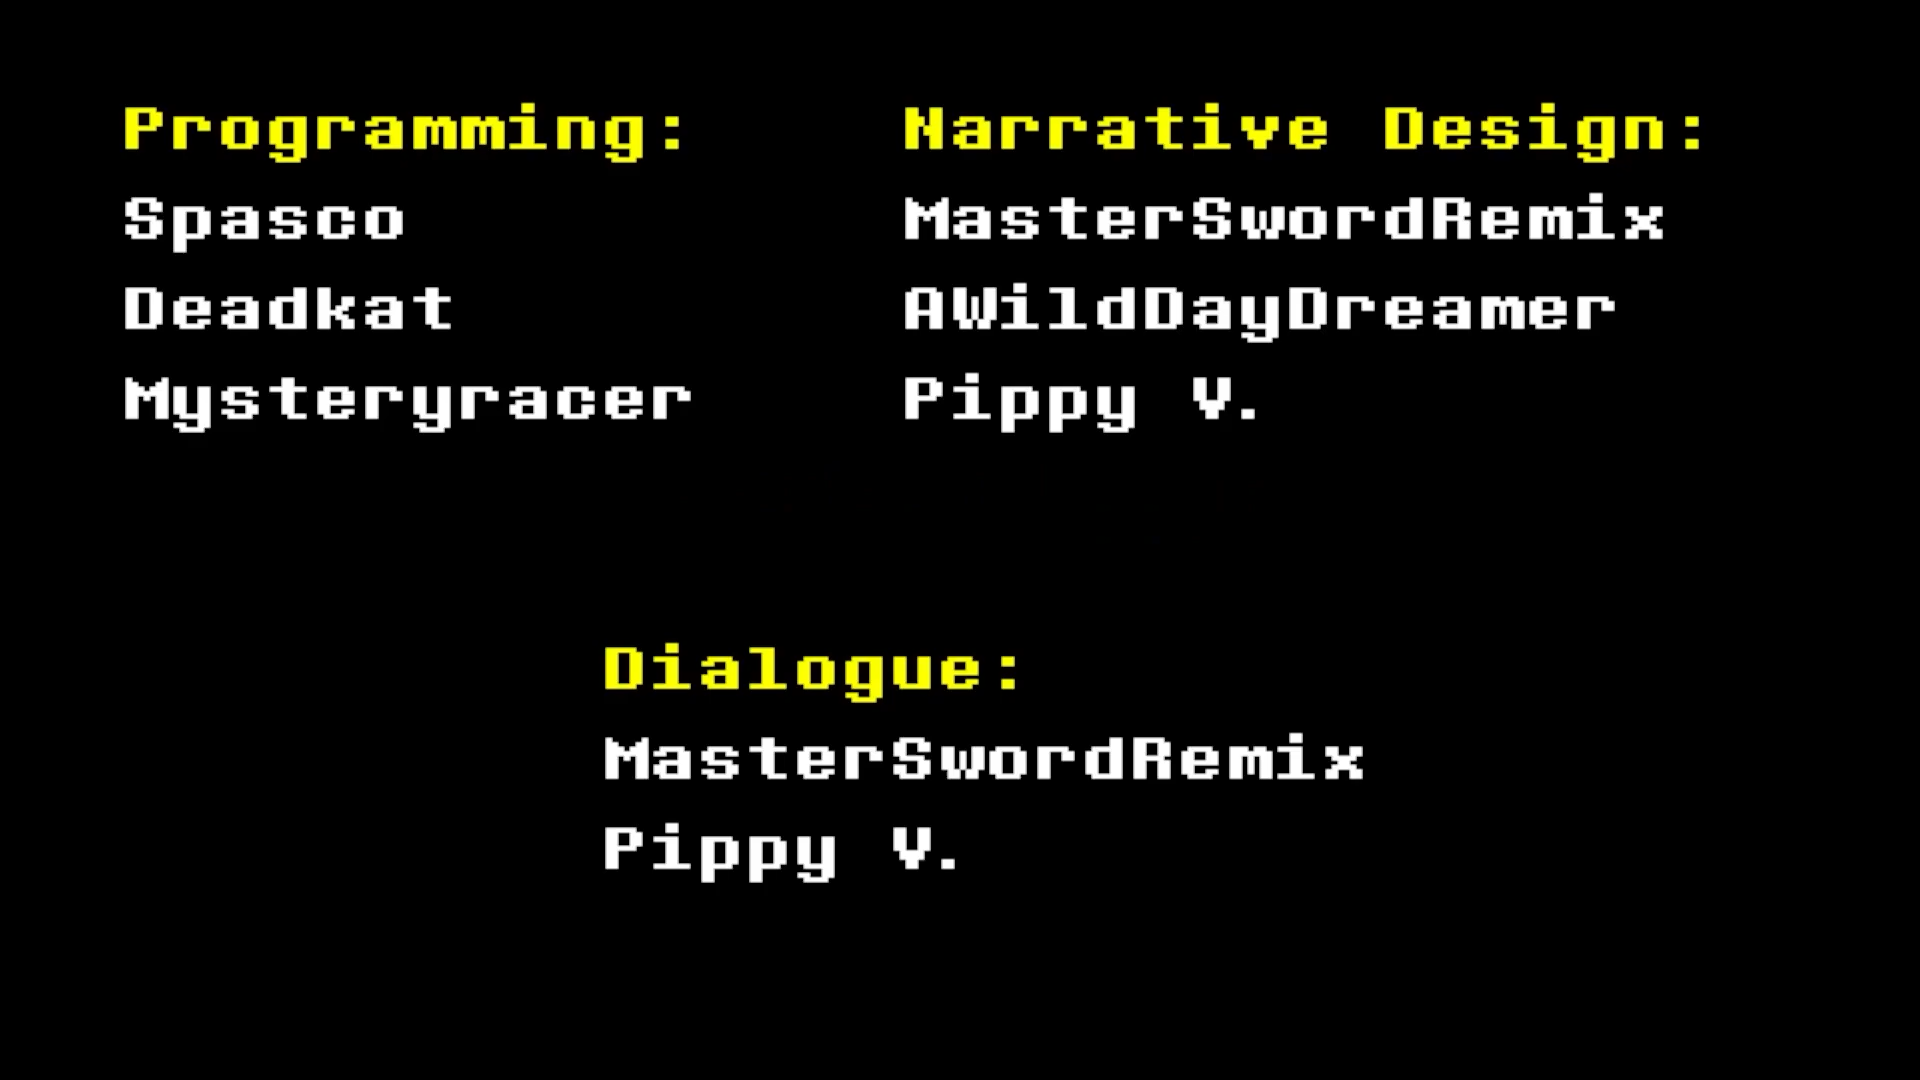 Programming:
Spasco
Deadkat
Mysteryracer
Narrative Design:
MasterSwordRemix
AWildDayDreamer
Pippy V.
Dialogue:
MasterSwordRemix
Pippy V.